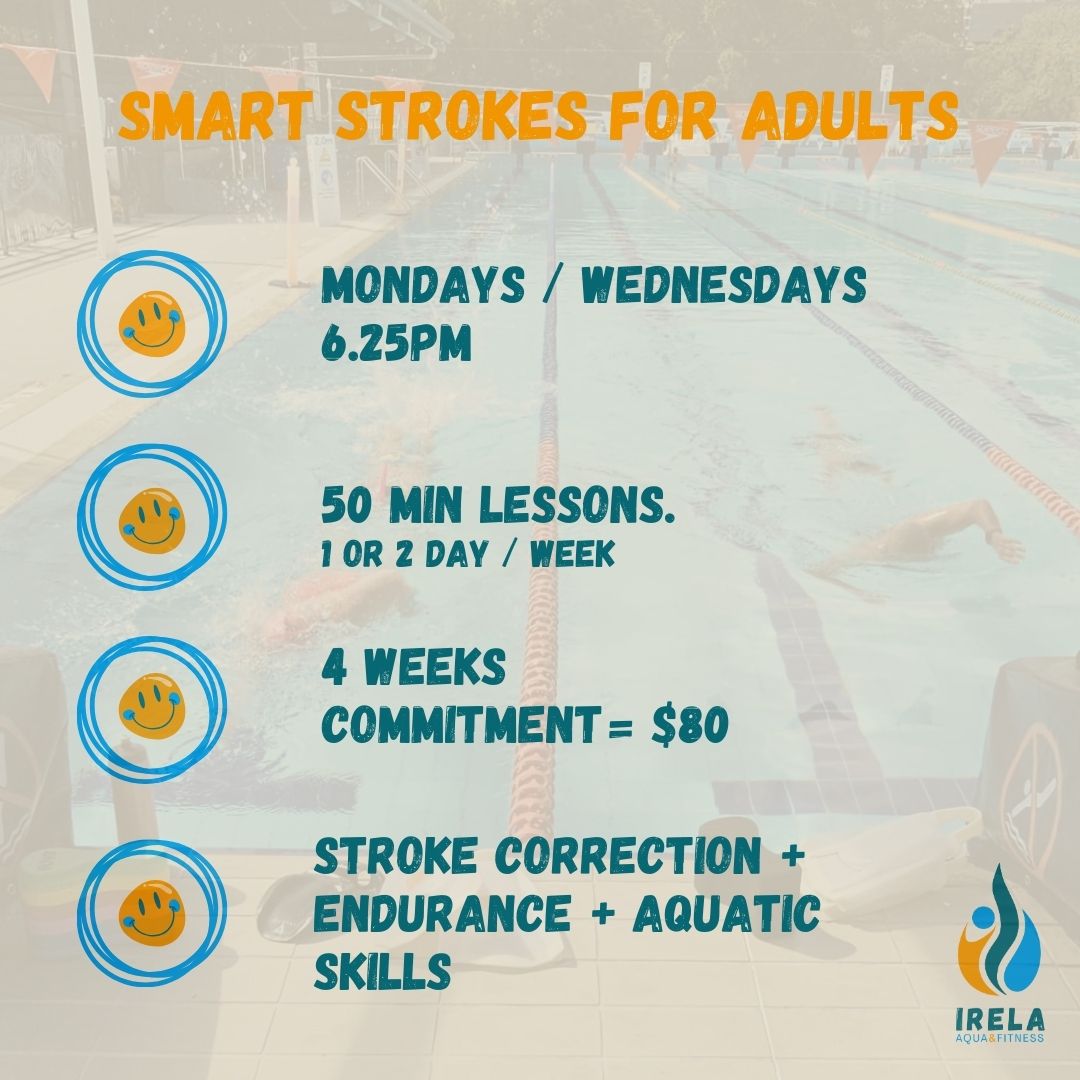 SMART STROKES FOR ADULTS
MONDAYS / WEDNESDAYS
6.25PM
50 MIN LESSONS.
1 OR 2 DAY / WEEK
4 WEEKS
COMMITMENT = $80
STROKE CORRECTION +
ENDURANCE + AQUATIC
SKILLS
IRELA
AQUA&FITNESS